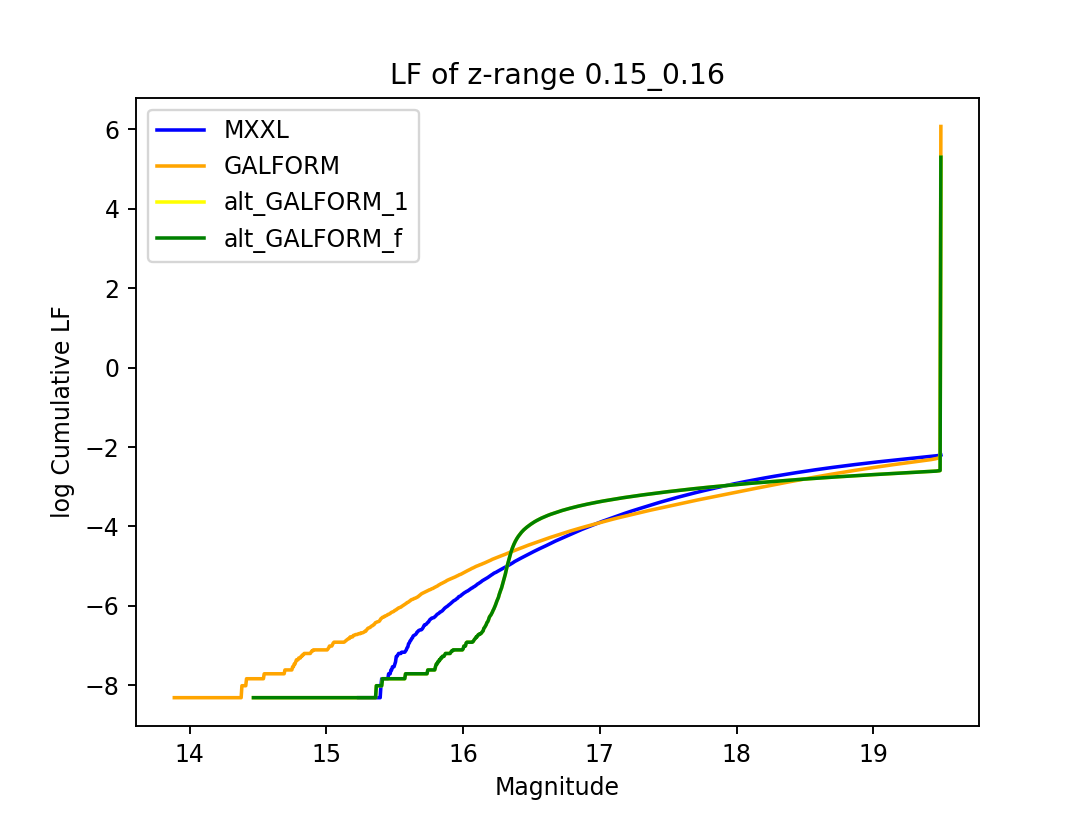 LF of z-range 0.15_0.16
MXXL
GALFORM
alt_GALFORM_1
alt_GALFORM_f
6
4
2
0
−2
−4
−6
−8
log Cumulative LF
14 15 16 17 18 19
Magnitude